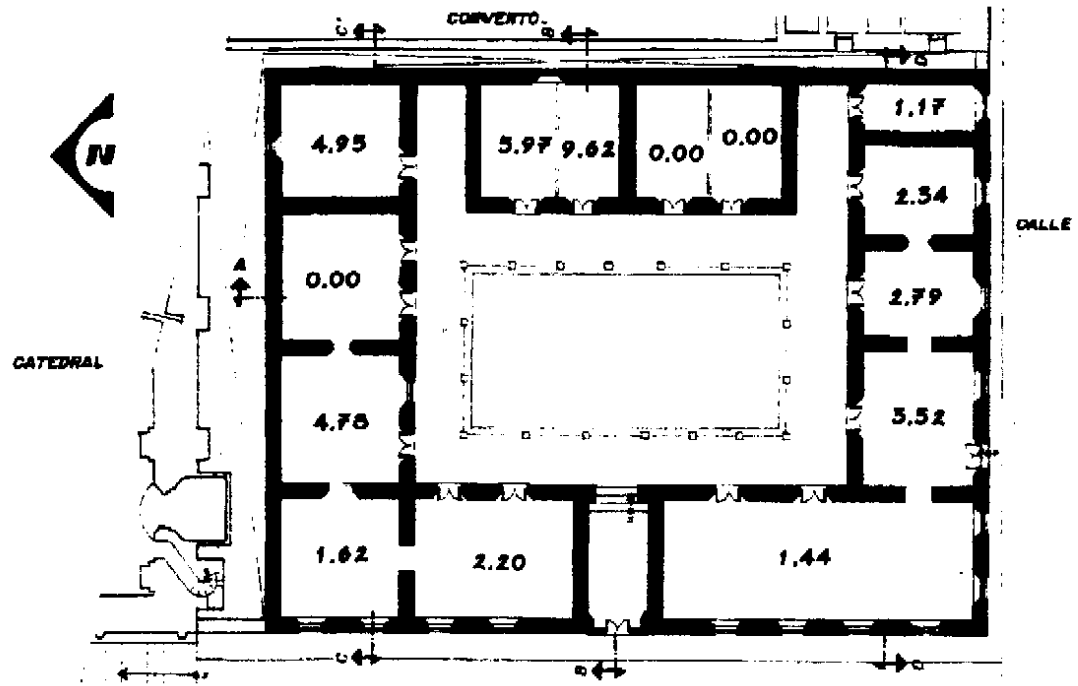 CONVENTO.
C'
B
D
1.17
4.95
5.97 9.62
0.00
0.00
N
2.34
CALLE
A
0.00
2.79
CATEDRAL
4.78
3.52
1.62
2.20
1.44
C
B
D